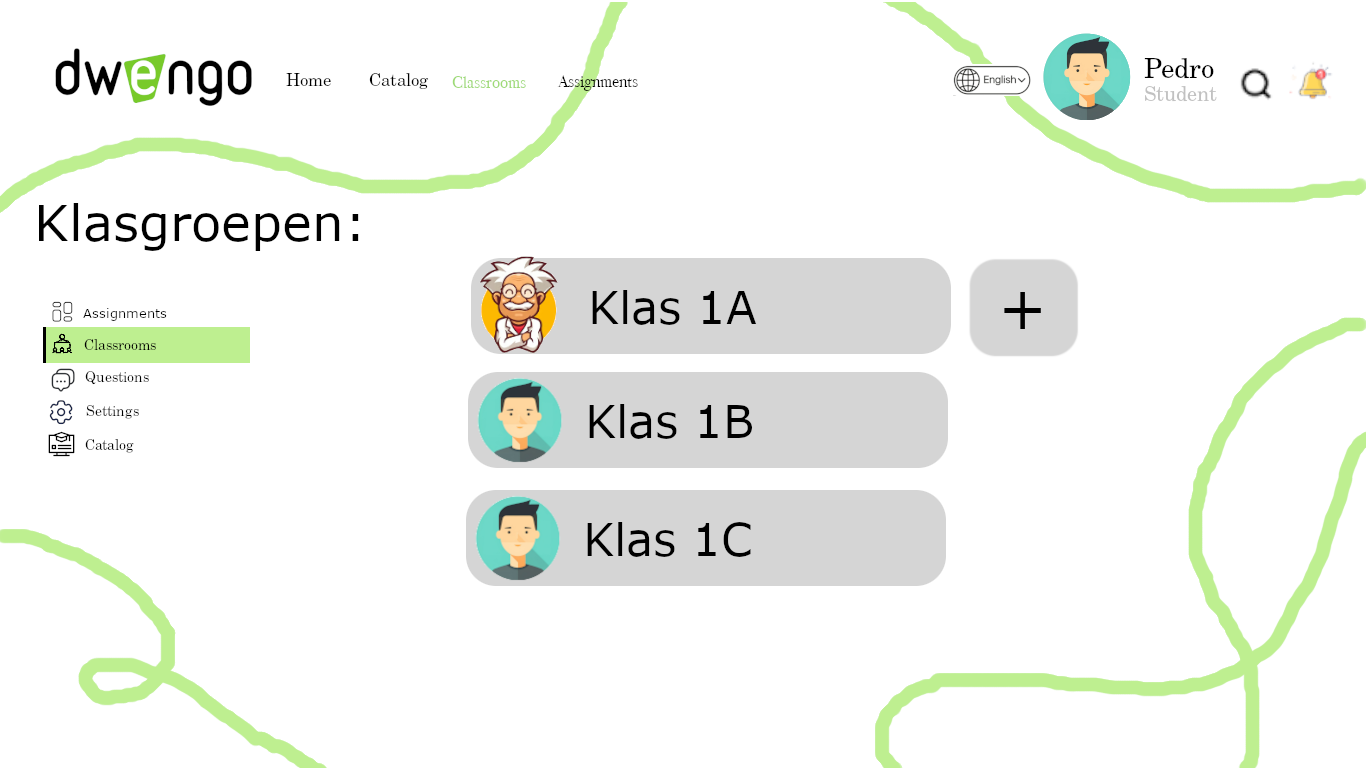 dwengo
Home Catalog Classrooms Assignments
English
Pedro
Student
Klasgroepen:
Assignments
Classrooms
Questions
Settings
Catalog
Klas 1A
+
Klas 1B
Klas 1C